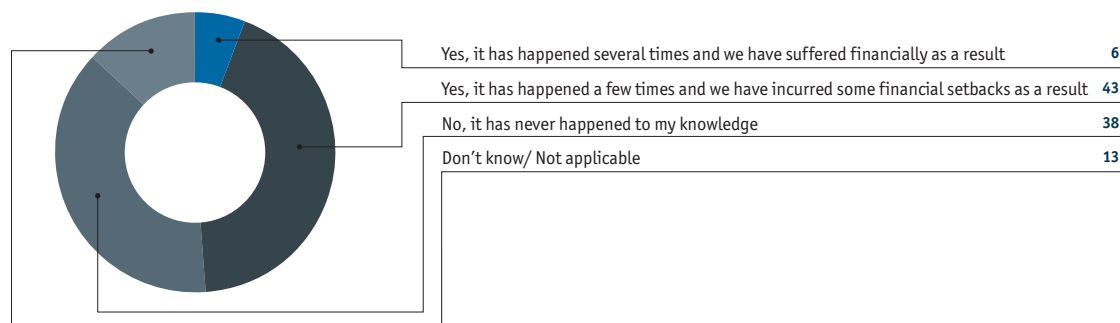 Yes, it has happened several times and we have suffered financially as a result 6
Yes, it has happened a few times and we have incurred some financial setbacks as a result 43
No, it has never happened to my knowledge 38
Don’t know/ Not applicable 13